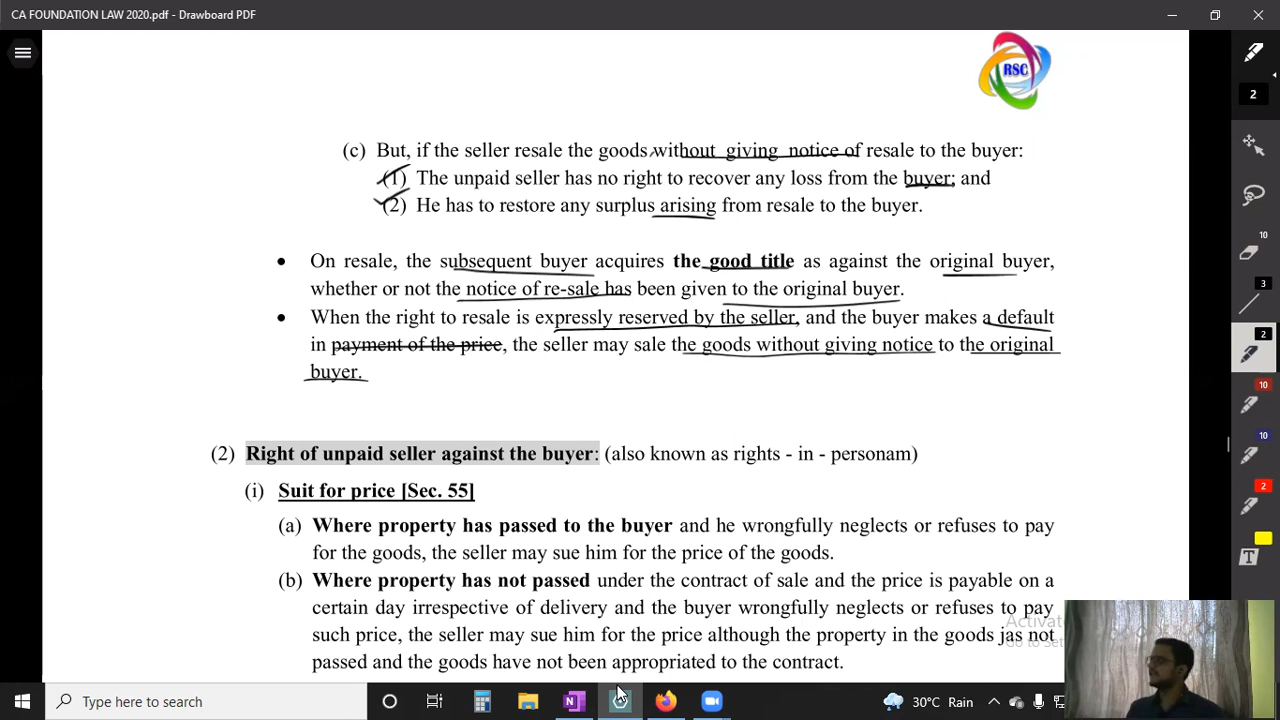 CA FOUNDATION LAW 2020.pdf - Drawboard PDF
RSC
2
(c) But, if the seller resale the goods without giving notice of resale to the buyer:
(1) The unpaid seller has no right to recover any loss from the buyer; and
(2) He has to restore any surplus arising from resale to the buyer.
10
• On resale, the subsequent buyer acquires the good title as against the original buyer,
whether or not the notice of re-sale has been given to the original buyer.
3
• When the right to resale is expressly reserved by the seller, and the buyer makes a default
in payment of the price, the seller may sale the goods without giving notice to the original
buyer.
2
10
10
2
(2) Right of unpaid seller against the buyer: (also known as rights - in - personam)
(i) Suit for price [Sec. 55]
(a) Where property has passed to the buyer and he wrongfully neglects or refuses to pay
for the goods, the seller may sue him for the price of the goods.
T
(b) Where property has not passed under the contract of sale and the price is payable on a
certain day irrespective of delivery and the buyer wrongfully neglects or refuses to pay
Activat
such price, the seller may sue him for the price although the property in the goods jas not
Go to Set
passed and the goods have not been appropriated to the contract.
Type here to search
30°C Rain